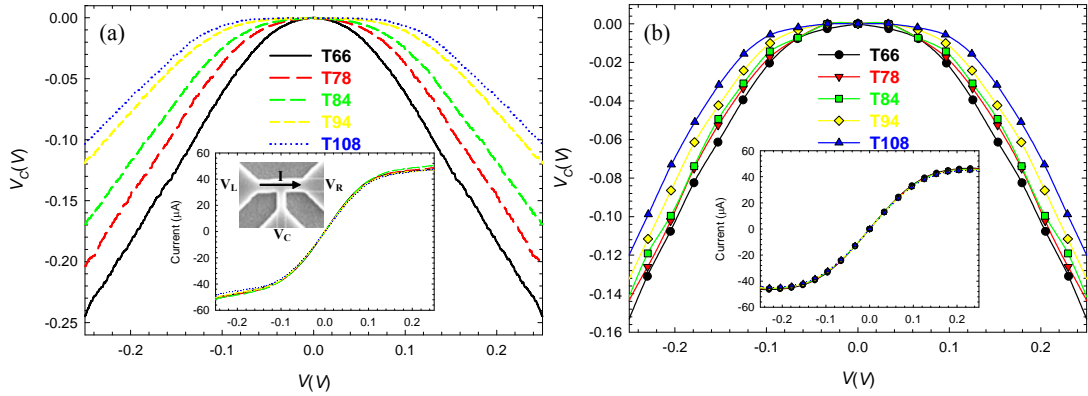 (a)
V_C(V)
0.00
-0.05
-0.10
-0.15
-0.20
-0.25
T66
T78
T84
T94
T108
60
40
20
0
-20
-40
-60
Current (μA)
V_L
I
V_R
V_C
-0.2 -0.1 0.0 0.1 0.2
-0.2 -0.1 0.0 0.1 0.2
V(V)
(b)
V_C(V)
0.00
-0.02
-0.04
-0.06
-0.08
-0.10
-0.12
-0.14
-0.16
T66
T78
T84
T94
T108
60
40
20
0
-20
-40
-60
Current (μA)
-0.2 -0.1 0.0 0.1 0.2
-0.2 -0.1 0.0 0.1 0.2
V(V)